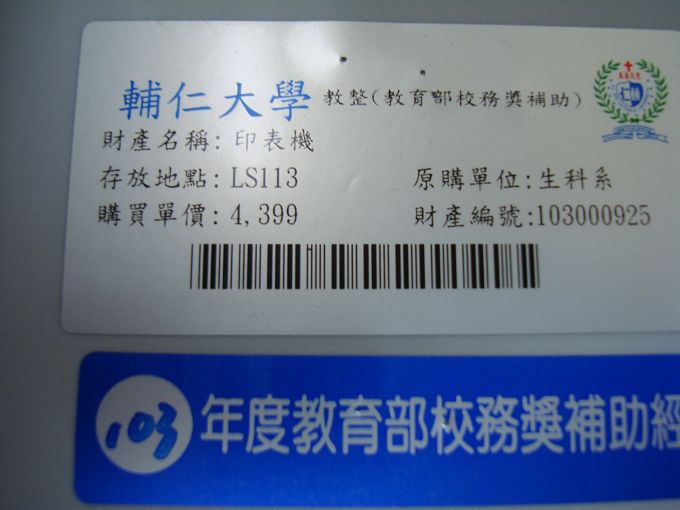 輔仁大學 教整(教育部校務獎補助)
財產名稱: 印表機
存放地點: LS113 原購單位: 生科系
購買單價: 4,399 財產編號:103000925
103 年度教育部校務獎補助經